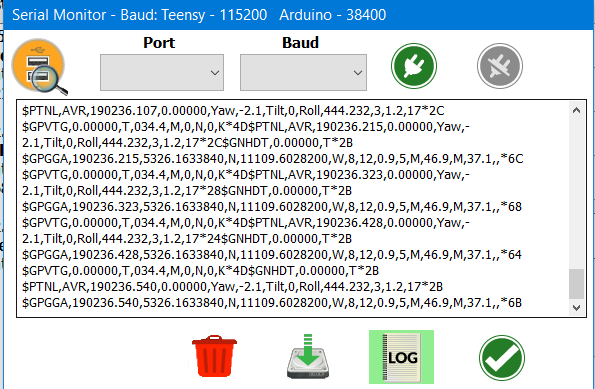 Serial Monitor - Baud: Teensy - 115200   Arduino - 38400
Port
Baud
$PTNL,AVR,190236.107,0.00000,Yaw,-2.1,Tilt,0,Roll,444.232,3,1.2,17*2C
$GPVTG,0.00000,T,034.4,M,0,N,0,K*4D$PTNL,AVR,190236.215,0.00000,Yaw,-
2.1,Tilt,0,Roll,444.232,3,1.2,17*2C$GNHDT,0.00000,T*2B
$GPGGA,190236.215,5326.1633840,N,11109.6028200,W,8,12,0.9,5,M,46.9,M,37.1,,*6C
$GPVTG,0.00000,T,034.4,M,0,N,0,K*4D$PTNL,AVR,190236.323,0.00000,Yaw,-
2.1,Tilt,0,Roll,444.232,3,1.2,17*28$GNHDT,0.00000,T*2B
$GPGGA,190236.323,5326.1633840,N,11109.6028200,W,8,12,0.9,5,M,46.9,M,37.1,,*68
$GPVTG,0.00000,T,034.4,M,0,N,0,K*4D$PTNL,AVR,190236.428,0.00000,Yaw,-
2.1,Tilt,0,Roll,444.232,3,1.2,17*24$GNHDT,0.00000,T*2B
$GPGGA,190236.428,5326.1633840,N,11109.6028200,W,8,12,0.9,5,M,46.9,M,37.1,,*64
$GPVTG,0.00000,T,034.4,M,0,N,0,K*4D$GNHDT,0.00000,T*2B
$PTNL,AVR,190236.540,0.00000,Yaw,-2.1,Tilt,0,Roll,444.232,3,1.2,17*2B
$GPGGA,190236.540,5326.1633840,N,11109.6028200,W,8,12,0.9,5,M,46.9,M,37.1,,*6B
LOG